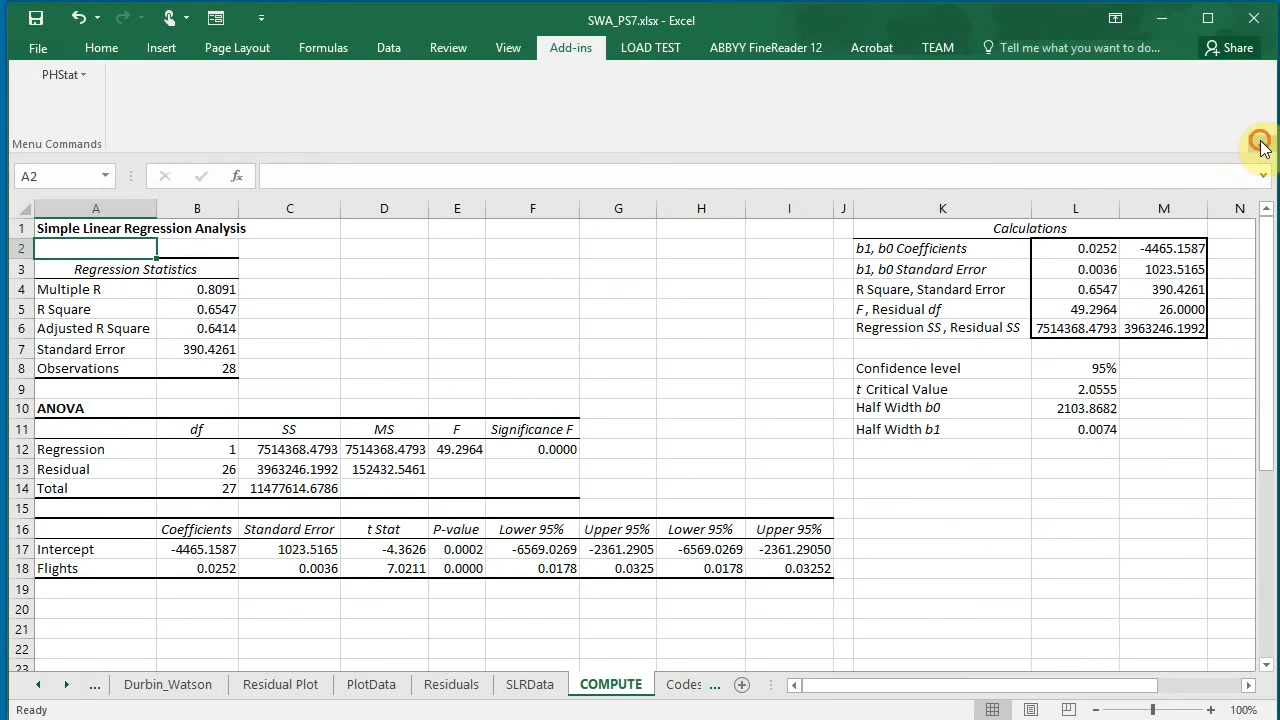 SWA_PS7.xlsx - Excel
File Home Insert Page Layout Formulas Data Review View Add-ins LOAD TEST ABBYY FineReader 12 Acrobat TEAM Tell me what you want to do... Share
PHStat
Menu Commands
A2 fx
A B C D E F G H I J K L M N
1 Simple Linear Regression Analysis Calculations
2 b1, b0 Coefficients 0.0252 -4465.1587
3 Regression Statistics b1, b0 Standard Error 0.0036 1023.5165
4 Multiple R 0.8091 R Square, Standard Error 0.6547 390.4261
5 R Square 0.6547 F, Residual df 49.2964 26.0000
6 Adjusted R Square 0.6414 Regression SS, Residual SS 7514368.4793 3963246.1992
7 Standard Error 390.4261
8 Observations 28 Confidence level 95%
9 t Critical Value 2.0555
10 ANOVA Half Width b0 2103.8682
11 df SS MS F Significance F Half Width b1 0.0074
12 Regression 1 7514368.4793 7514368.4793 49.2964 0.0000
13 Residual 26 3963246.1992 152432.5461
14 Total 27 11477614.6786
15
16 Coefficients Standard Error t Stat P-value Lower 95% Upper 95% Lower 95% Upper 95%
17 Intercept -4465.1587 1023.5165 -4.3626 0.0002 -6569.0269 -2361.2905 -6569.0269 -2361.29050
18 Flights 0.0252 0.0036 7.0211 0.0000 0.0178 0.0325 0.0178 0.03252
19
20
21
22
23
... Durbin_Watson Residual Plot PlotData Residuals SLRData COMPUTE Codes ...
Ready 100%